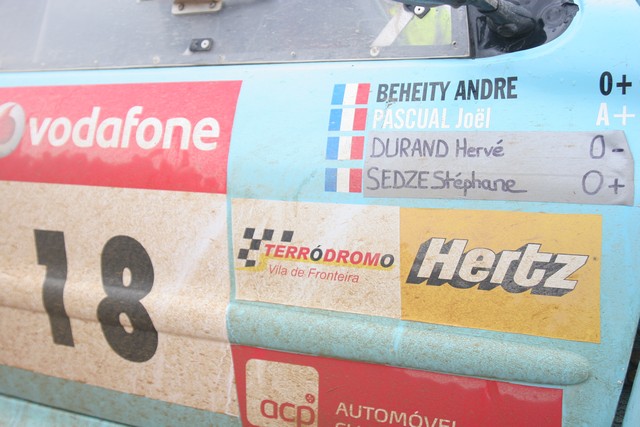 BEHEITY ANDRE 0+
PASCUAL Joël A+
DURAND Hervé 0-
SEDZE Stéphane 0+
vodafone
TERRÓDROMO
Vila de Fronteira
Hertz
18
acp
AUTOMÓVEL